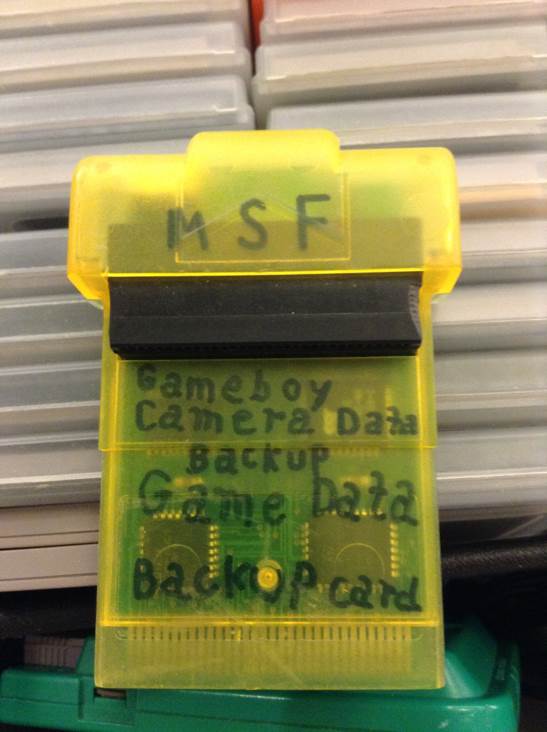 MSF
Gameboy
Camera Data
Backup
Game Data
Backup card